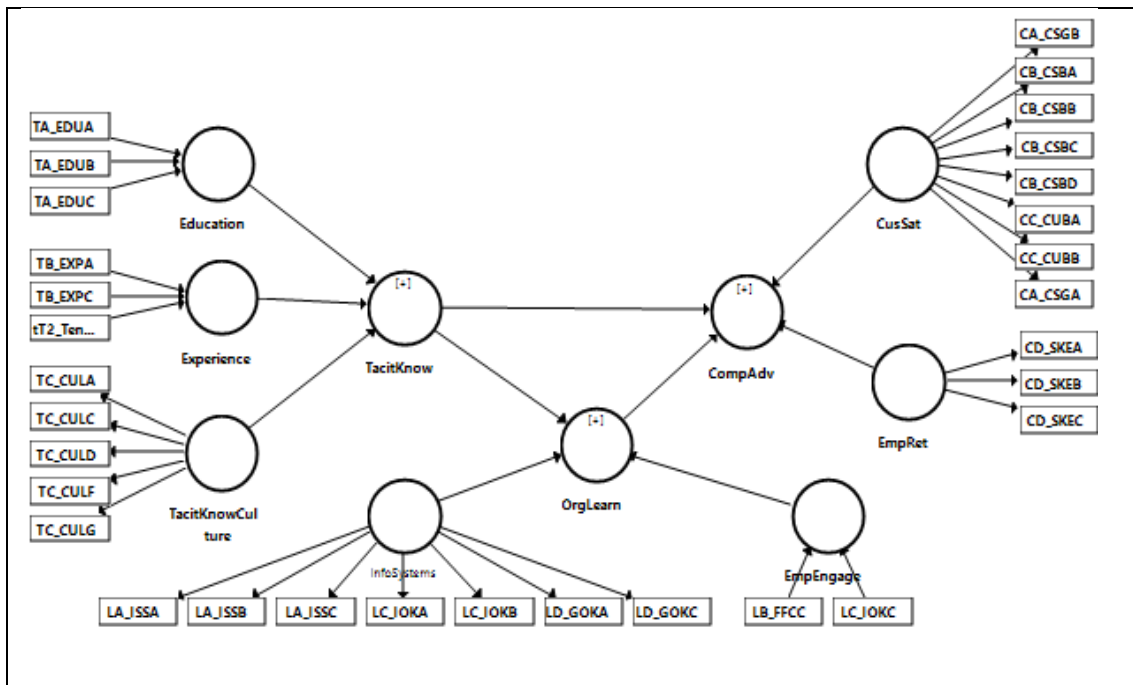 CA_CSGB
CB_CSBA
CB_CSBB
CB_CSBC
CB_CSBD
CC_CUBA
CC_CUBB
CA_CSGA
CusSat
TA_EDUA
TA_EDUB
TA_EDUC
Education
TB_EXPA
TB_EXPC
tT2_Ten...
Experience
[+]
TacitKnow
[+]
CompAdv
CD_SKEA
CD_SKEB
CD_SKEC
EmpRet
TC_CULA
TC_CULC
TC_CULD
TC_CULF
TC_CULG
TacitKnowCul
ture
[+]
OrgLearn
InfoSystems
EmpEngage
LA_ISSA
LA_ISSB
LA_ISSC
LC_IOKA
LC_IOKB
LD_GOKA
LD_GOKC
LB_FFCC
LC_IOKC